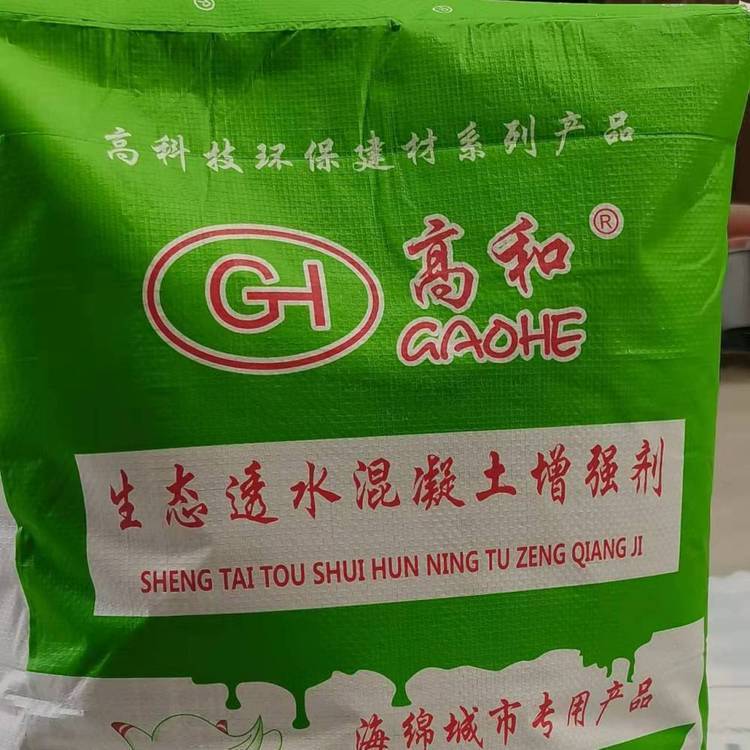 高科技环保建材系列产品
GH
高和®
GAOHE
生态透水混凝土增强剂
SHENG TAI TOU SHUI HUN NING TU ZENG QIANG JI
海绵城市专用产品